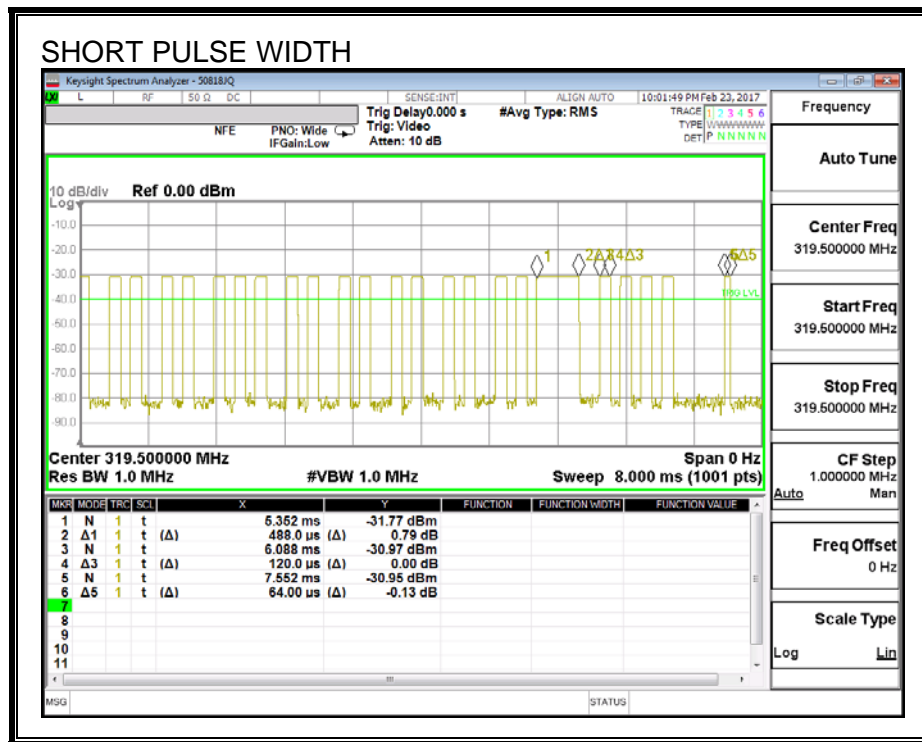 SHORT PULSE WIDTH
Keysight Spectrum Analyzer - 50818JQ
LXI L RF 50 Ω DC SENSE:INT ALIGN AUTO 10:01:49 PM Feb 23, 2017
NFE PNO: Wide IFGain:Low
Trig Delay0.000 s
Trig: Video
Atten: 10 dB
#Avg Type: RMS
TRACE 1 2 3 4 5 6
TYPE WWWWWW
DET P N N N N N
10 dB/div Ref 0.00 dBm
Log
-10.0
-20.0
-30.0
-40.0
-50.0
-60.0
-70.0
-80.0
-90.0
1 2Δ1 3 4Δ3 6Δ5
TRIG LVL
Center 319.500000 MHz Span 0 Hz
Res BW 1.0 MHz #VBW 1.0 MHz Sweep 8.000 ms (1001 pts)
MKR MODE TRC SCL X Y FUNCTION FUNCTION WIDTH FUNCTION VALUE
1 N 1 t 5.352 ms -31.77 dBm
2 Δ1 1 t (Δ) 488.0 µs (Δ) 0.79 dB
3 N 1 t 6.088 ms -30.97 dBm
4 Δ3 1 t (Δ) 120.0 µs (Δ) 0.00 dB
5 N 1 t 7.552 ms -30.95 dBm
6 Δ5 1 t (Δ) 64.00 µs (Δ) -0.13 dB
7
8
9
10
11
MSG STATUS
Frequency
Auto Tune
Center Freq
319.500000 MHz
Start Freq
319.500000 MHz
Stop Freq
319.500000 MHz
CF Step
1.000000 MHz
Auto Man
Freq Offset
0 Hz
Scale Type
Log Lin